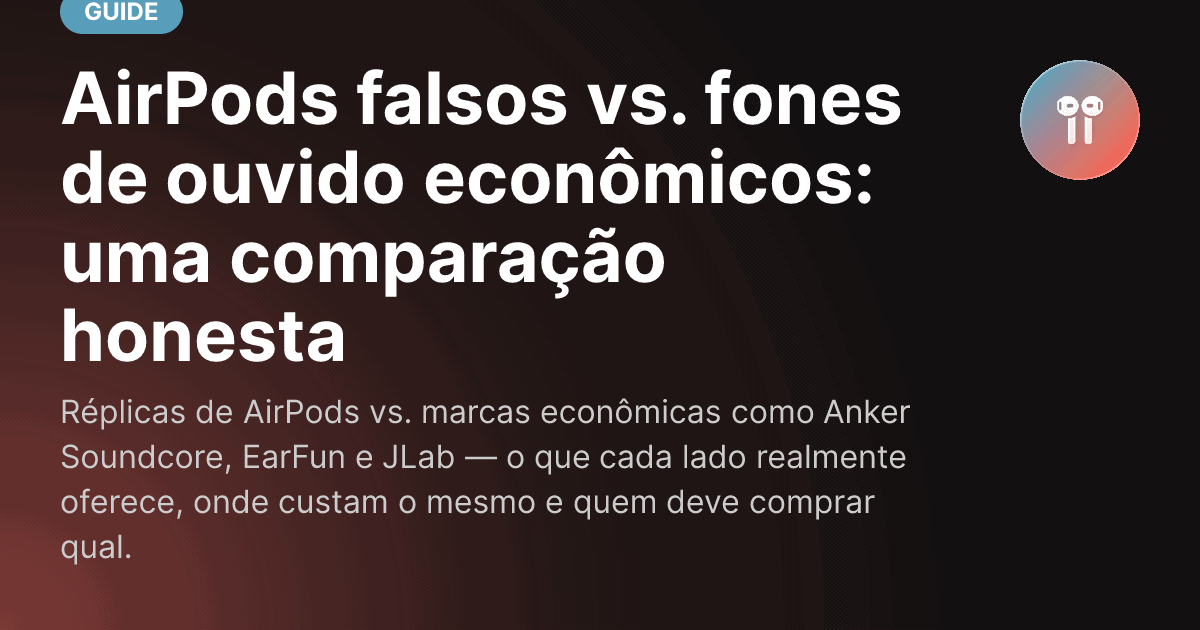 GUIDE
AirPods falsos vs. fones
de ouvido econômicos:
uma comparação
honesta
Réplicas de AirPods vs. marcas econômicas como Anker
Soundcore, EarFun e JLab — o que cada lado realmente
oferece, onde custam o mesmo e quem deve comprar
qual.